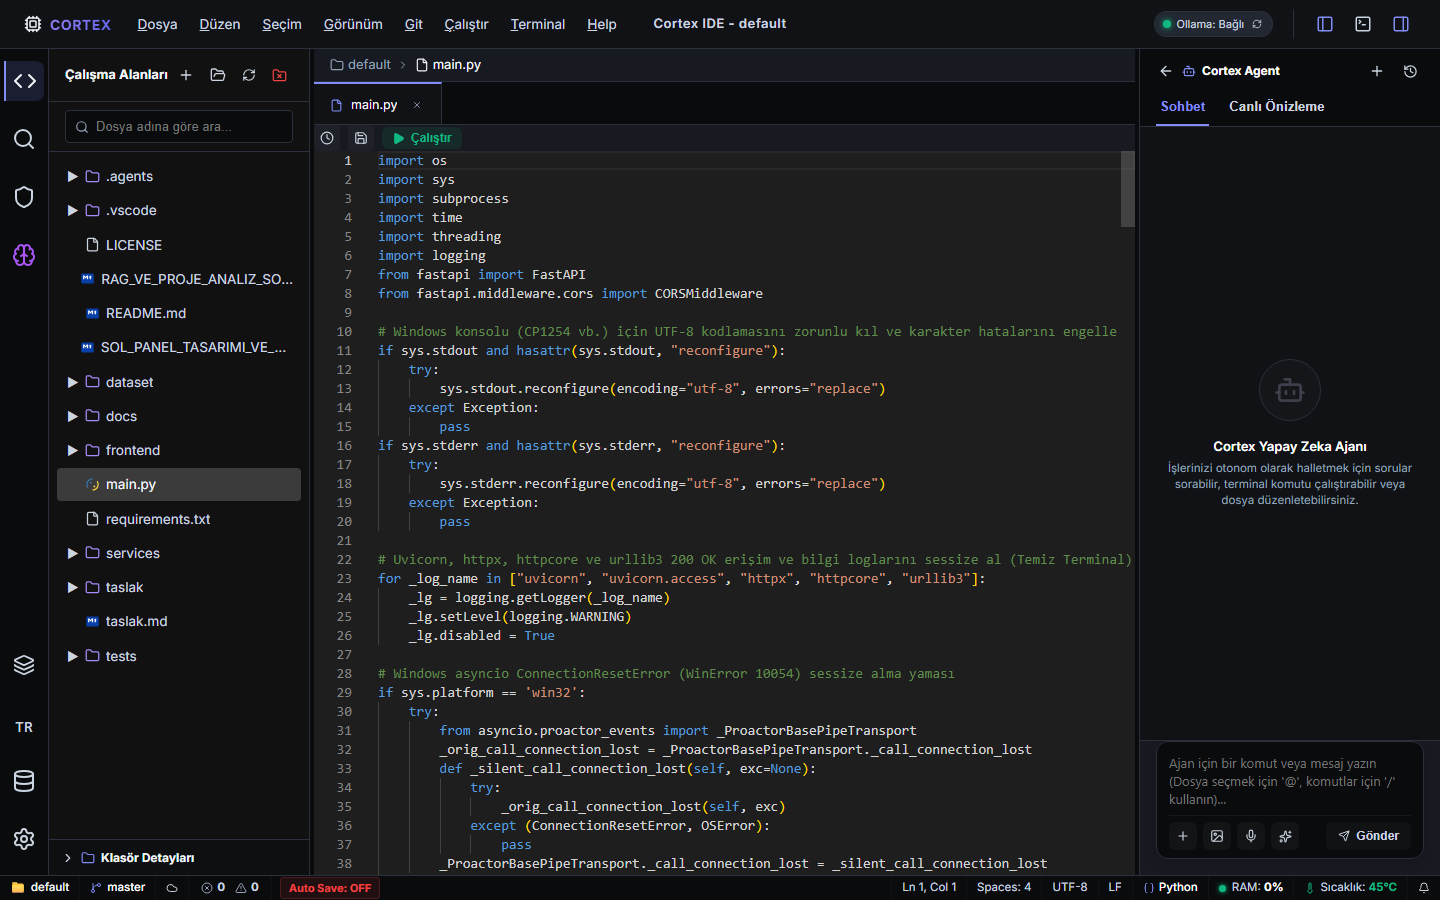 CORTEX Dosya Düzen Seçim Görünüm Git Çalıştır Terminal Help Cortex IDE - default Ollama: Bağlı
Çalışma Alanları
Dosya adına göre ara...
.agents
.vscode
LICENSE
RAG_VE_PROJE_ANALIZ_SO...
README.md
SOL_PANEL_TASARIMI_VE_...
dataset
docs
frontend
main.py
requirements.txt
services
taslak
taslak.md
tests
TR
Klasör Detayları
default > main.py
main.py ×
Çalıştır
1 import os
2 import sys
3 import subprocess
4 import time
5 import threading
6 import logging
7 from fastapi import FastAPI
8 from fastapi.middleware.cors import CORSMiddleware
9
10 # Windows konsolu (CP1254 vb.) için UTF-8 kodlamasını zorunlu kıl ve karakter hatalarını engelle
11 if sys.stdout and hasattr(sys.stdout, "reconfigure"):
12 try:
13 sys.stdout.reconfigure(encoding="utf-8", errors="replace")
14 except Exception:
15 pass
16 if sys.stderr and hasattr(sys.stderr, "reconfigure"):
17 try:
18 sys.stderr.reconfigure(encoding="utf-8", errors="replace")
19 except Exception:
20 pass
21
22 # Uvicorn, httpx, httpcore ve urllib3 200 OK erişim ve bilgi loglarını sessize al (Temiz Terminal)
23 for _log_name in ["uvicorn", "uvicorn.access", "httpx", "httpcore", "urllib3"]:
24 _lg = logging.getLogger(_log_name)
25 _lg.setLevel(logging.WARNING)
26 _lg.disabled = True
27
28 # Windows asyncio ConnectionResetError (WinError 10054) sessize alma yaması
29 if sys.platform == 'win32':
30 try:
31 from asyncio.proactor_events import _ProactorBasePipeTransport
32 _orig_call_connection_lost = _ProactorBasePipeTransport._call_connection_lost
33 def _silent_call_connection_lost(self, exc=None):
34 try:
35 _orig_call_connection_lost(self, exc)
36 except (ConnectionResetError, OSError):
37 pass
38 _ProactorBasePipeTransport._call_connection_lost = _silent_call_connection_lost
Cortex Agent
Sohbet Canlı Önizleme
Cortex Yapay Zeka Ajanı
İşlerinizi otonom olarak halletmek için sorular
sorabilir, terminal komutu çalıştırabilir veya
dosya düzenletebilirsiniz.
Ajan için bir komut veya mesaj yazın
(Dosya seçmek için '@', komutlar için '/'
kullanın)...
Gönder
default master 0 0 Auto Save: OFF Ln 1, Col 1 Spaces: 4 UTF-8 LF { } Python RAM: 0% Sıcaklık: 45°C